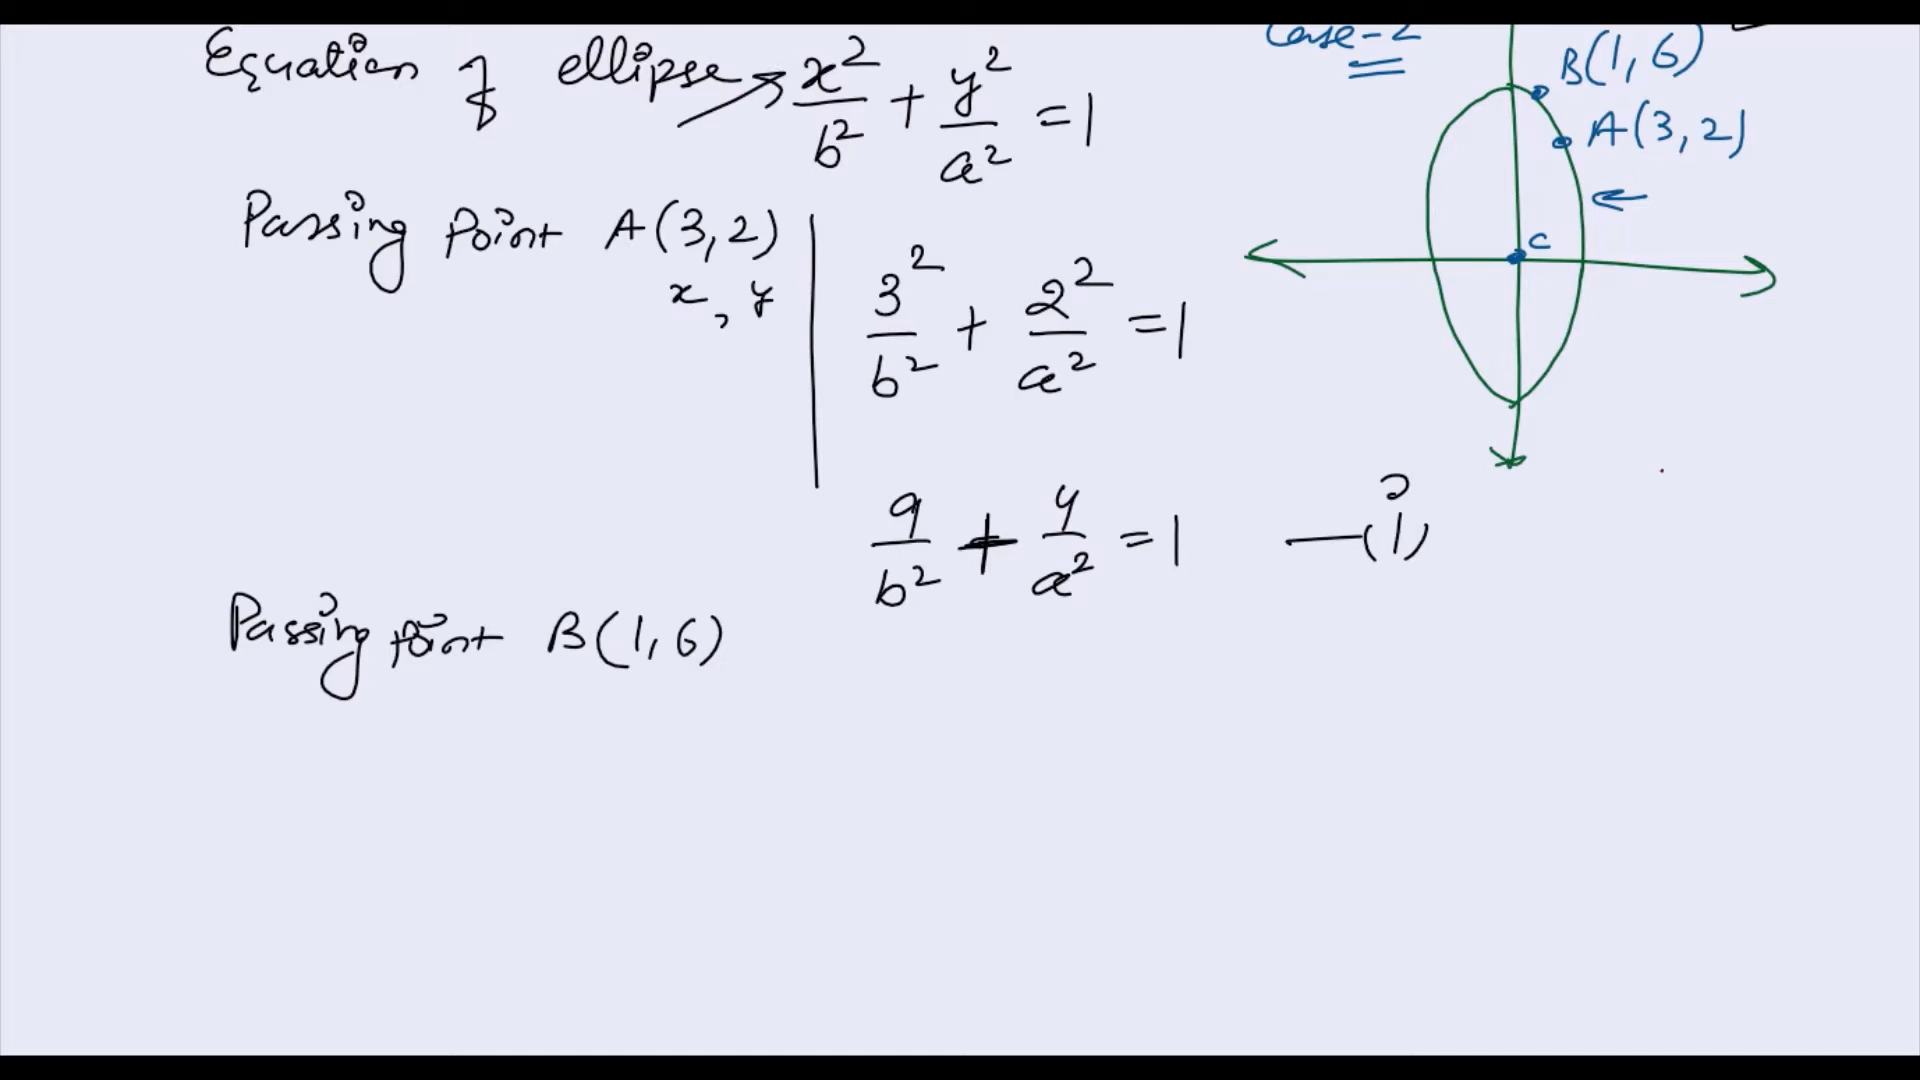 Equation of ellipse → x²/b² + y²/a² = 1
Case-2
B(1, 6)
A(3, 2)
C
Passing Point A(3, 2)
x, y
3²/b² + 2²/a² = 1
9/b² + 4/a² = 1 —(i)
Passing point B(1, 6)